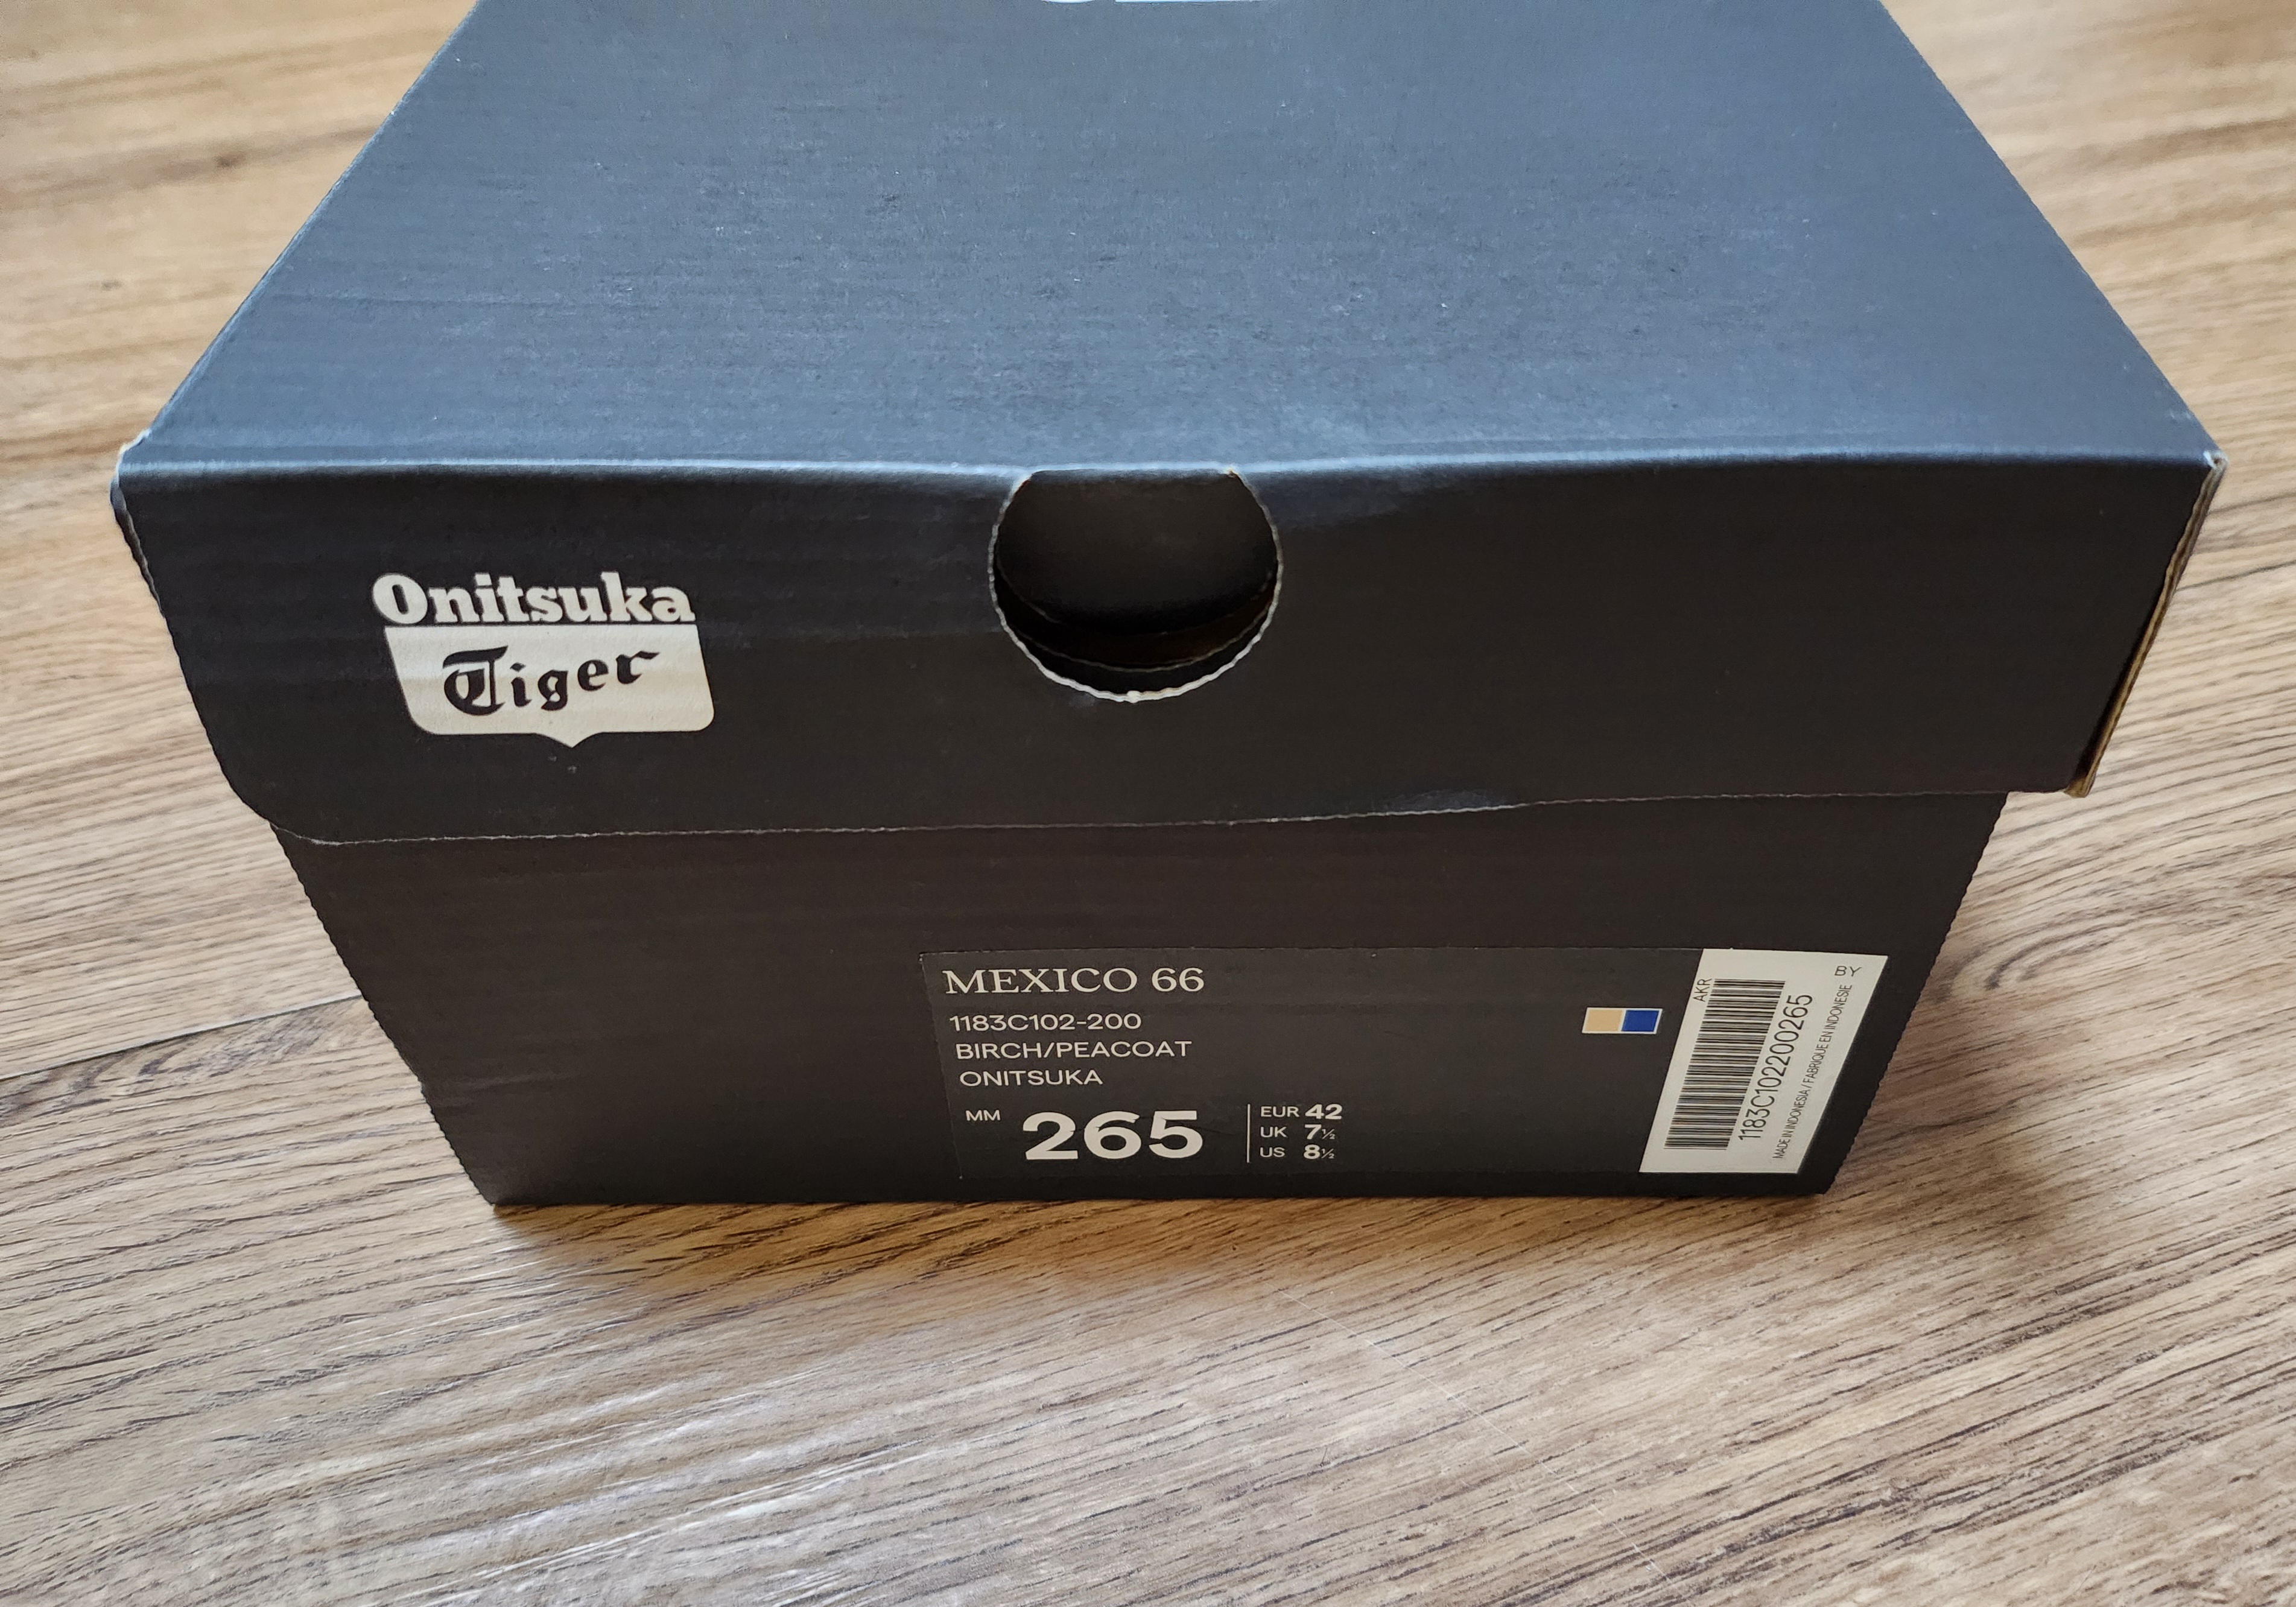 Onitsuka
Tiger
MEXICO 66
1183C102-200
BIRCH/PEACOAT
ONITSUKA
MM 265
EUR 42
UK 7½
US 8½
AKR
1183C102200265
MADE IN INDONESIA / FABRIQUE EN INDONESIE
BY